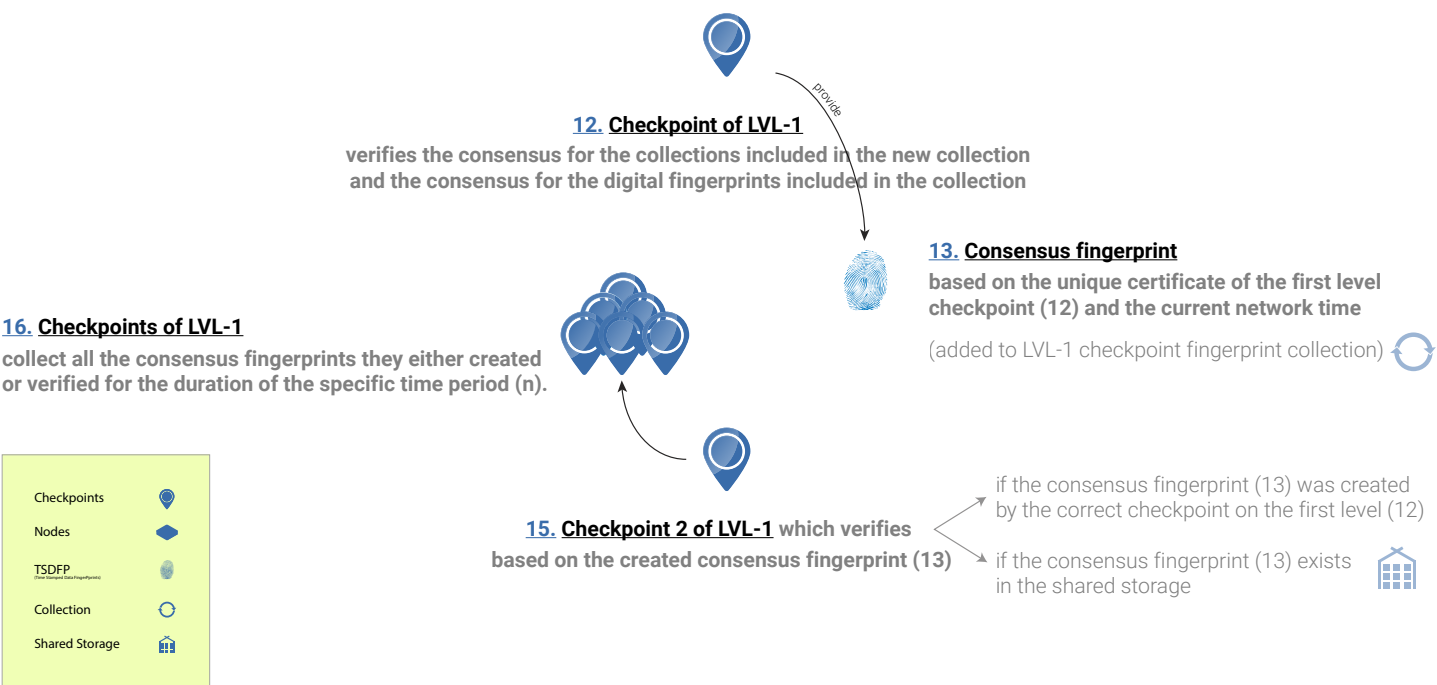 provide
12. Checkpoint of LVL-1
verifies the consensus for the collections included in the new collection
and the consensus for the digital fingerprints included in the collection
13. Consensus fingerprint
based on the unique certificate of the first level
checkpoint (12) and the current network time
(added to LVL-1 checkpoint fingerprint collection)
16. Checkpoints of LVL-1
collect all the consensus fingerprints they either created
or verified for the duration of the specific time period (n).
15. Checkpoint 2 of LVL-1 which verifies
based on the created consensus fingerprint (13)
if the consensus fingerprint (13) was created
by the correct checkpoint on the first level (12)
if the consensus fingerprint (13) exists
in the shared storage
Checkpoints
Nodes
TSDFP
(Time Stamped Data Fingerprints)
Collection
Shared Storage